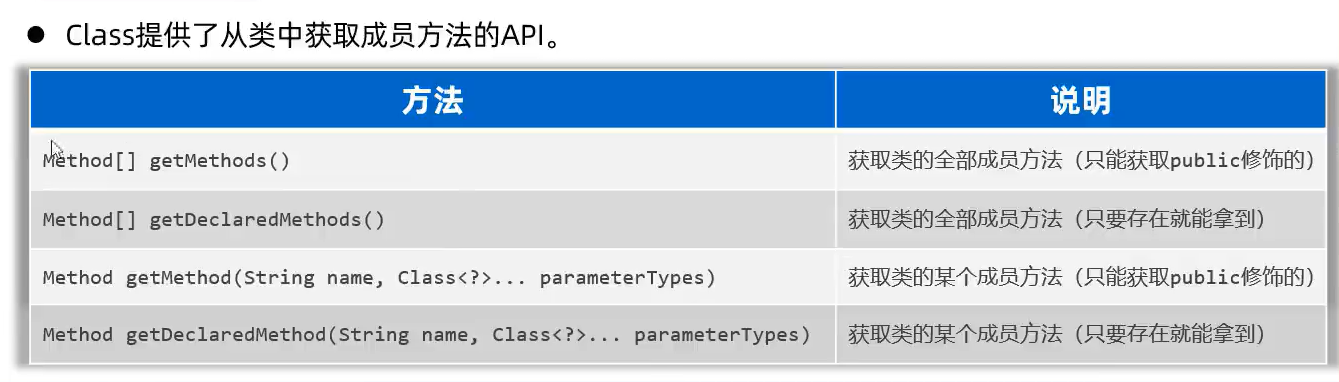 ● Class提供了从类中获取成员方法的API。
方法 说明
Method[] getMethods() 获取类的全部成员方法（只能获取public修饰的）
Method[] getDeclaredMethods() 获取类的全部成员方法（只要存在就能拿到）
Method getMethod(String name, Class<?>... parameterTypes) 获取类的某个成员方法（只能获取public修饰的）
Method getDeclaredMethod(String name, Class<?>... parameterTypes) 获取类的某个成员方法（只要存在就能拿到）